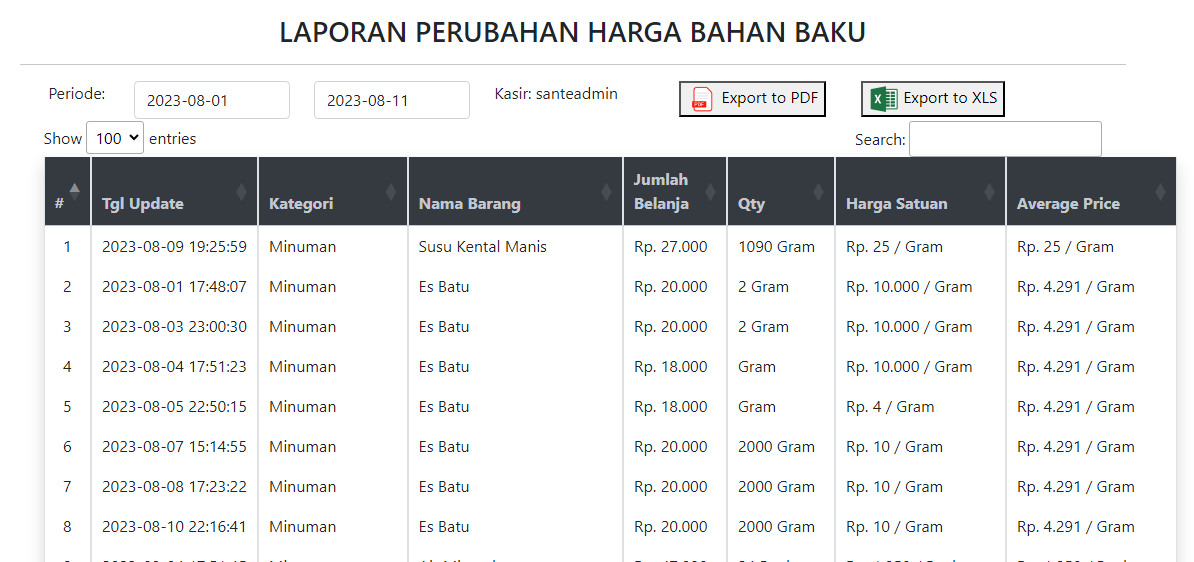 LAPORAN PERUBAHAN HARGA BAHAN BAKU
Periode: 2023-08-01 2023-08-11 Kasir: santeadmin Export to PDF Export to XLS
Show 100 entries Search:
# Tgl Update Kategori Nama Barang Jumlah Belanja Qty Harga Satuan Average Price
1 2023-08-09 19:25:59 Minuman Susu Kental Manis Rp. 27.000 1090 Gram Rp. 25 / Gram Rp. 25 / Gram
2 2023-08-01 17:48:07 Minuman Es Batu Rp. 20.000 2 Gram Rp. 10.000 / Gram Rp. 4.291 / Gram
3 2023-08-03 23:00:30 Minuman Es Batu Rp. 20.000 2 Gram Rp. 10.000 / Gram Rp. 4.291 / Gram
4 2023-08-04 17:51:23 Minuman Es Batu Rp. 18.000 Gram Rp. 10.000 / Gram Rp. 4.291 / Gram
5 2023-08-05 22:50:15 Minuman Es Batu Rp. 18.000 Gram Rp. 4 / Gram Rp. 4.291 / Gram
6 2023-08-07 15:14:55 Minuman Es Batu Rp. 20.000 2000 Gram Rp. 10 / Gram Rp. 4.291 / Gram
7 2023-08-08 17:23:22 Minuman Es Batu Rp. 20.000 2000 Gram Rp. 10 / Gram Rp. 4.291 / Gram
8 2023-08-10 22:16:41 Minuman Es Batu Rp. 20.000 2000 Gram Rp. 10 / Gram Rp. 4.291 / Gram